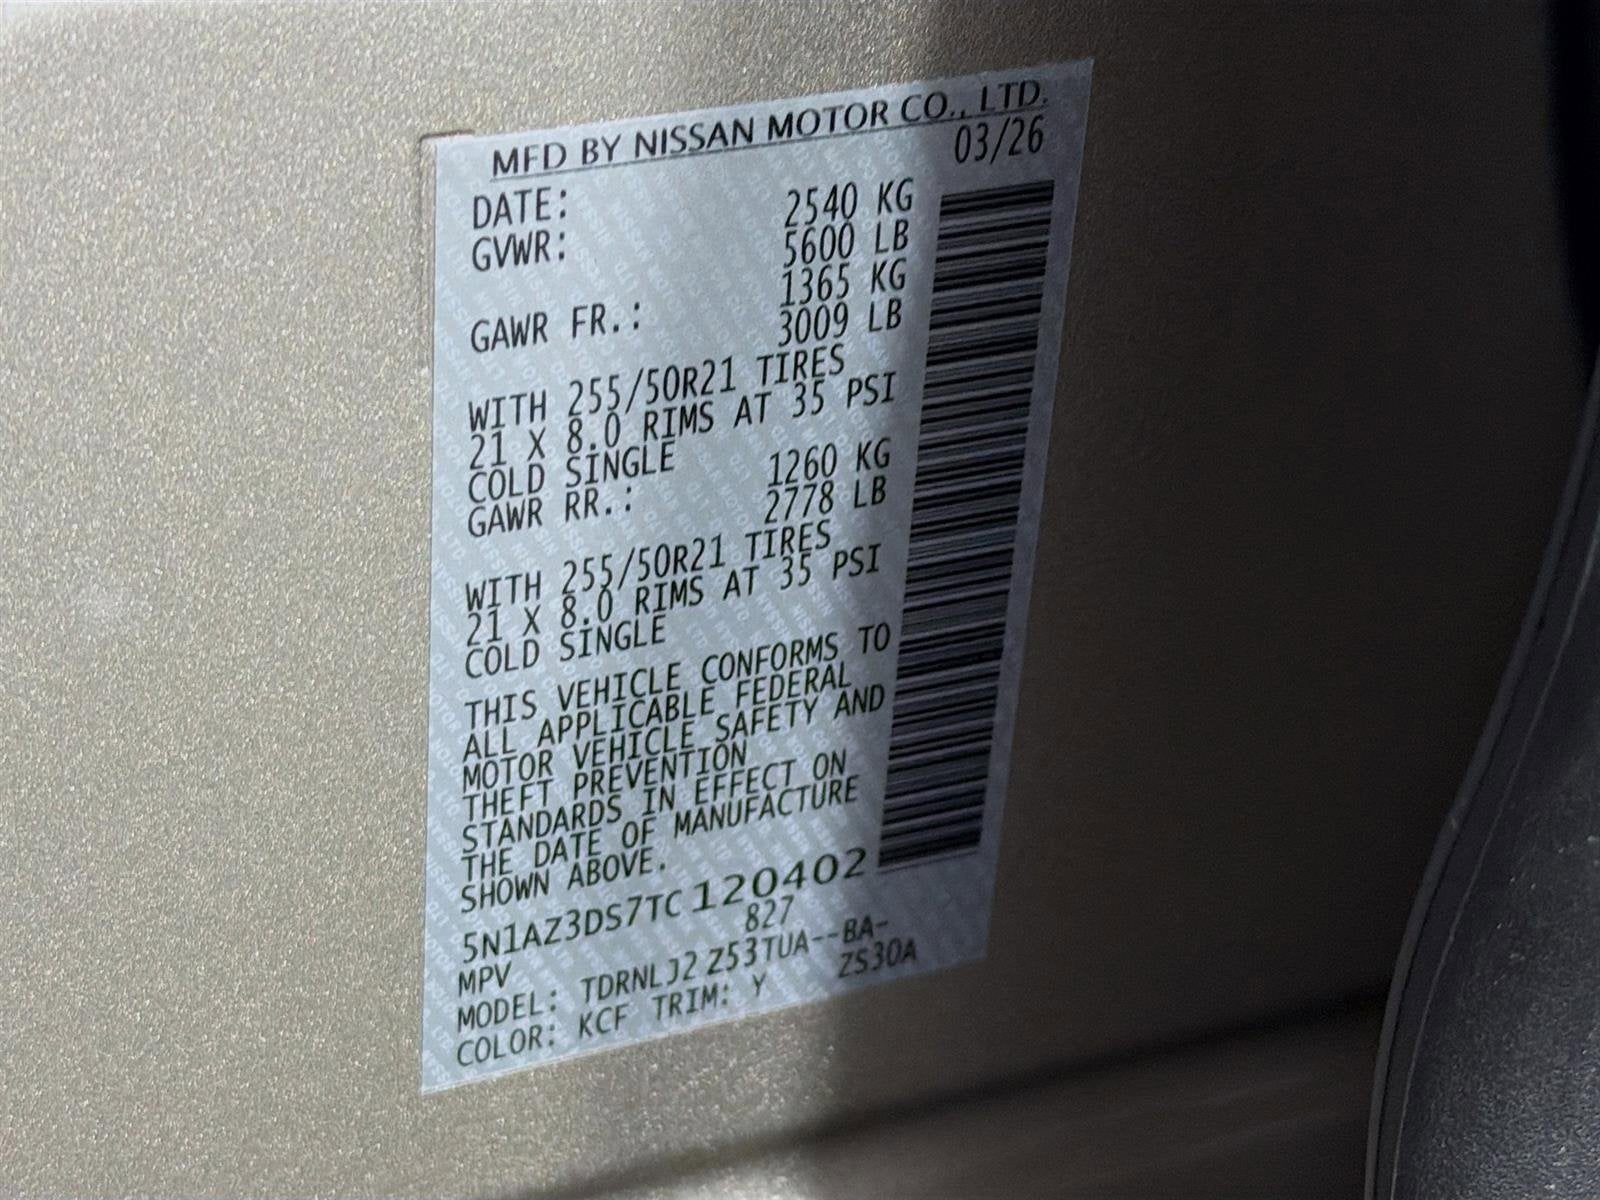 MFD BY NISSAN MOTOR CO., LTD.
DATE: 03/26
GVWR: 2540 KG
5600 LB
GAWR FR.: 1365 KG
3009 LB
WITH 255/50R21 TIRES
21 X 8.0 RIMS AT 35 PSI
COLD SINGLE
GAWR RR.: 1260 KG
2778 LB
WITH 255/50R21 TIRES
21 X 8.0 RIMS AT 35 PSI
COLD SINGLE
THIS VEHICLE CONFORMS TO
ALL APPLICABLE FEDERAL
MOTOR VEHICLE SAFETY AND
THEFT PREVENTION
STANDARDS IN EFFECT ON
THE DATE OF MANUFACTURE
SHOWN ABOVE.
5N1AZ3DS7TC120402
MPV 827
MODEL: TDRNLJ2 Z53TUA--BA-
COLOR: KCF TRIM: Y ZS30A